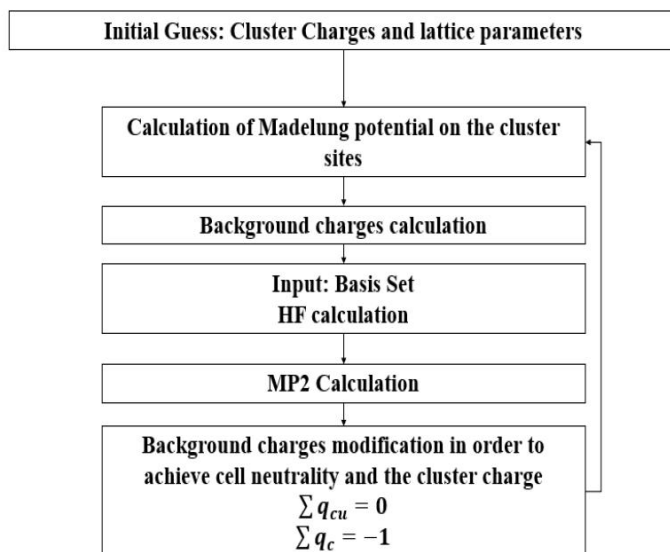 Initial Guess: Cluster Charges and lattice parameters
Calculation of Madelung potential on the cluster
sites
Background charges calculation
Input: Basis Set
HF calculation
MP2 Calculation
Background charges modification in order to
achieve cell neutrality and the cluster charge
∑ q_cu = 0
∑ q_c = −1